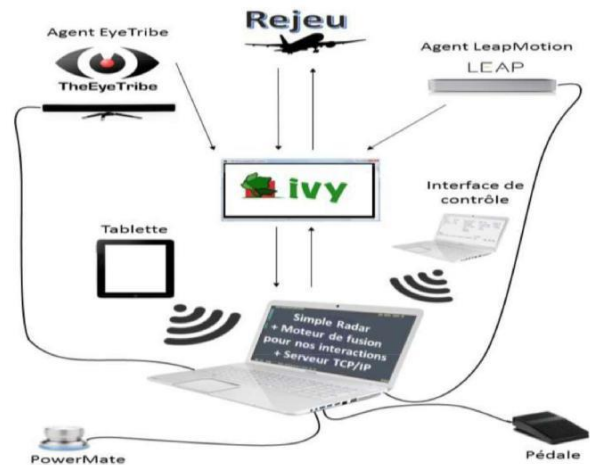 Rejeu
Agent EyeTribe
TheEyeTribe
Agent LeapMotion
LEAP
ivy
Interface de
contrôle
Tablette
Simple Radar
+ Moteur de fusion
pour nos interactions
+ Serveur TCP/IP
PowerMate
Pédale